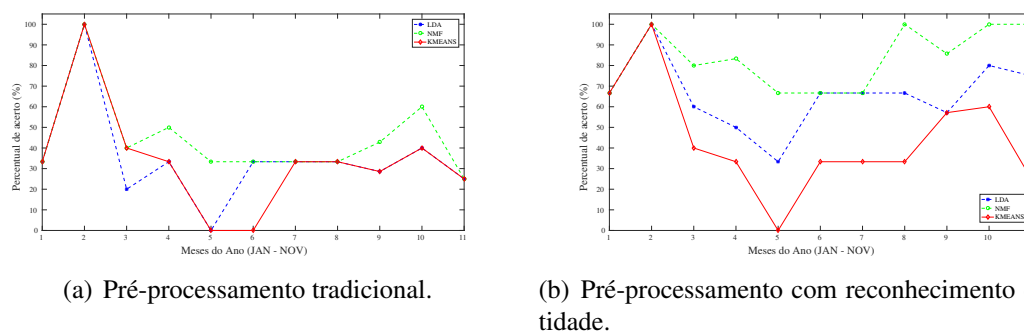 100
90
80
70
60
50
40
30
20
10
0
Percentual de acerto (%)
LDA
NMF
KMEANS
1 2 3 4 5 6 7 8 9 10 11
Meses do Ano (JAN - NOV)
(a) Pré-processamento tradicional.
100
90
80
70
60
50
40
30
20
10
0
Percentual de acerto (%)
LDA
NMF
KMEANS
1 2 3 4 5 6 7 8 9 10
Meses do Ano (JAN - NOV)
(b) Pré-processamento com reconhecimento
tidade.